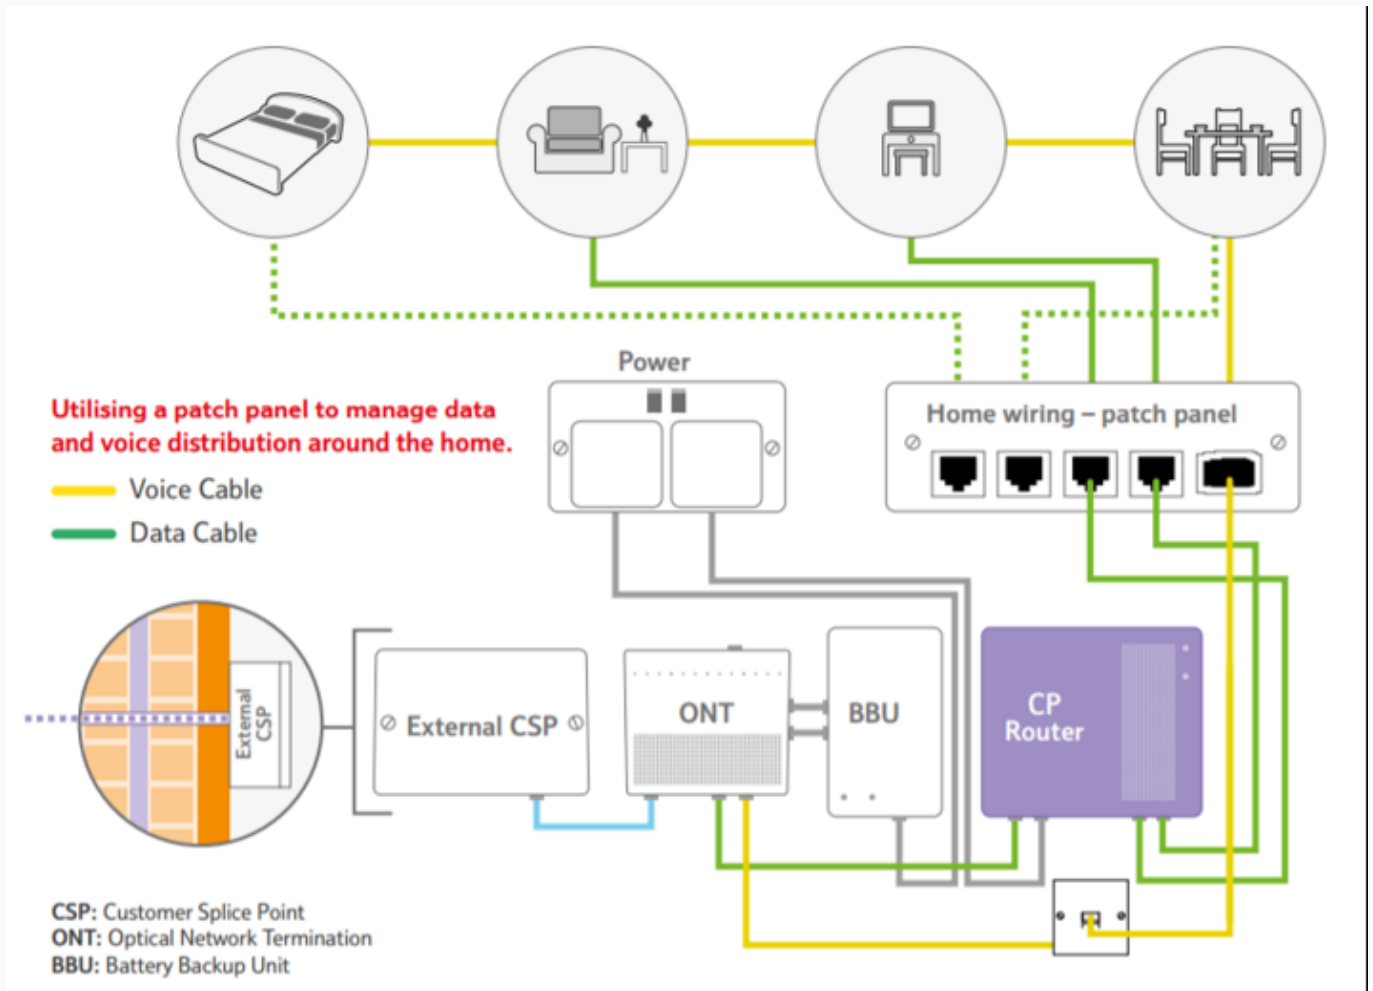 Power
Home wiring – patch panel
Utilising a patch panel to manage data
and voice distribution around the home.
Voice Cable
Data Cable
External
CSP
External CSP
ONT
BBU
CP
Router
CSP: Customer Splice Point
ONT: Optical Network Termination
BBU: Battery Backup Unit